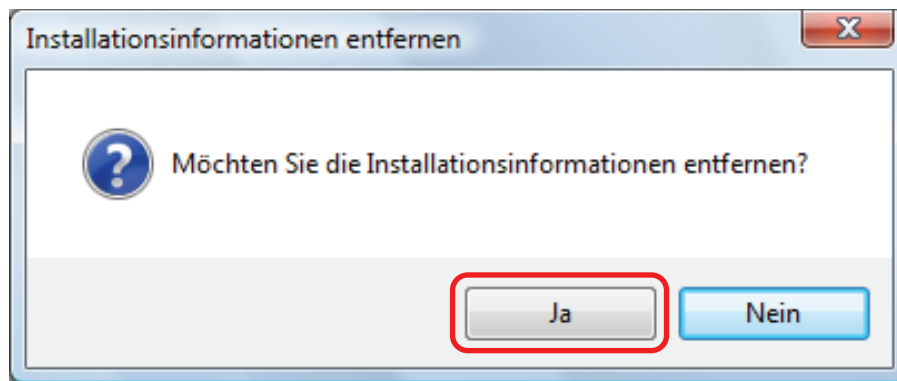 Installationsinformationen entfernen
Möchten Sie die Installationsinformationen entfernen?
Ja
Nein